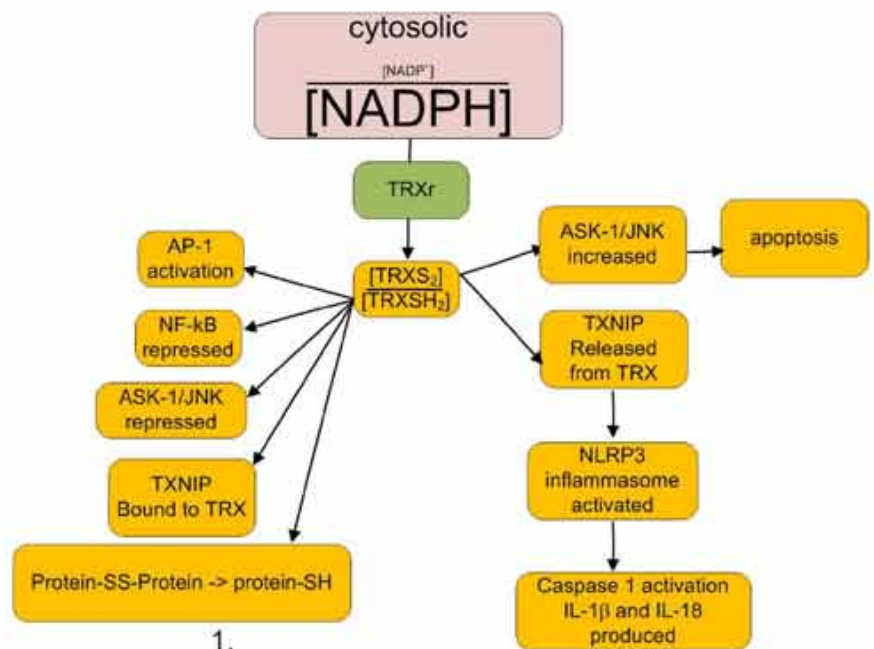 cytosolic
[NADP⁺]
[NADPH]
TRXr
[TRXS₂]
[TRXSH₂]
AP-1
activation
NF-kB
repressed
ASK-1/JNK
repressed
TXNIP
Bound to TRX
Protein-SS-Protein -> protein-SH
1.
ASK-1/JNK
increased
apoptosis
TXNIP
Released
from TRX
NLRP3
inflammasome
activated
Caspase 1 activation
IL-1β and IL-18
produced